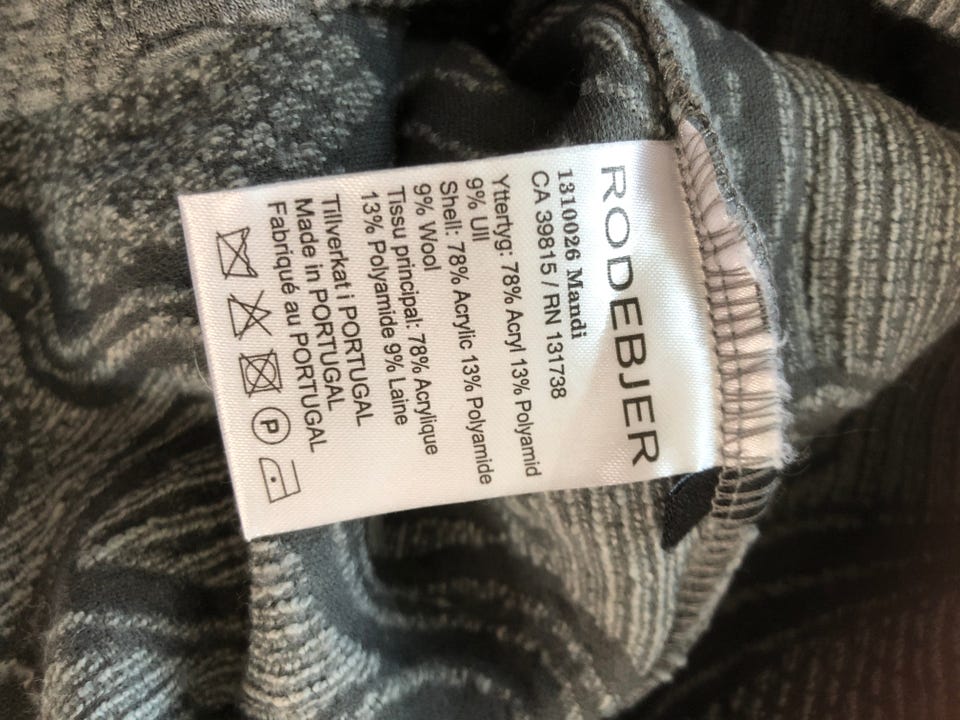 RODEBJER
131026 Mandi
CA 39815 / RN 131738
Yttertyg: 78% Acryl 13% Polyamid
9% Ull
Shell: 78% Acrylic 13% Polyamide
9% Wool
Tissu principal: 78% Acrylique
13% Polyamide 9% Laine
Tillverkat i PORTUGAL
Made in PORTUGAL
Fabriqué au PORTUGAL
P